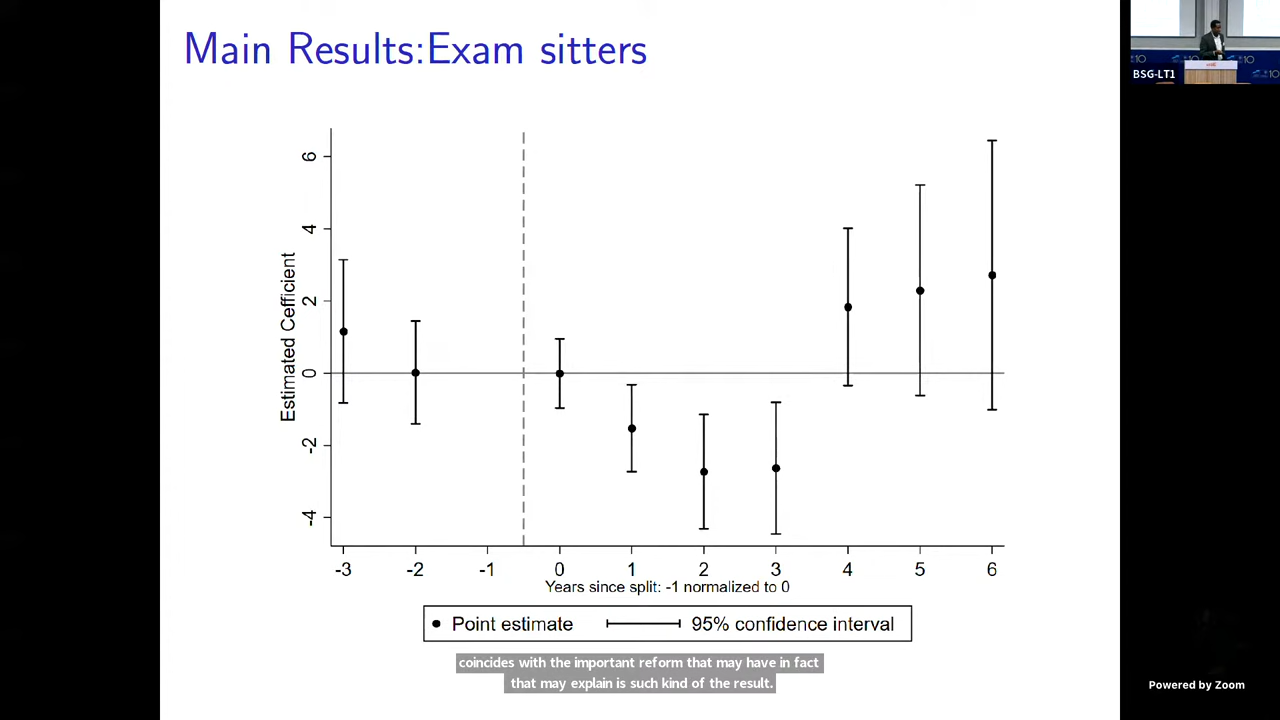 Main Results:Exam sitters
BSG-LT1
Estimated Cefficient
6
4
2
0
-2
-4
-3 -2 -1 0 1 2 3 4 5 6
Years since split: -1 normalized to 0
Point estimate 95% confidence interval
coincides with the important reform that may have in fact
that may explain is such kind of the result.
Powered by Zoom